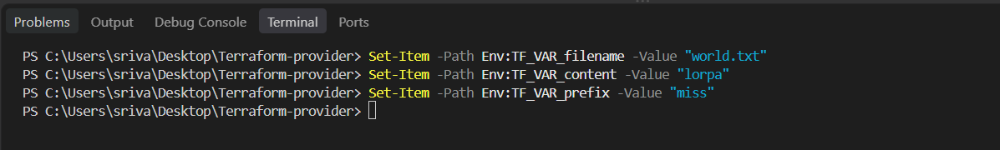 Problems Output Debug Console Terminal Ports
PS C:\Users\sriva\Desktop\Terraform-provider> Set-Item -Path Env:TF_VAR_filename -Value "world.txt"
PS C:\Users\sriva\Desktop\Terraform-provider> Set-Item -Path Env:TF_VAR_content -Value "lorpa"
PS C:\Users\sriva\Desktop\Terraform-provider> Set-Item -Path Env:TF_VAR_prefix -Value "miss"
PS C:\Users\sriva\Desktop\Terraform-provider>